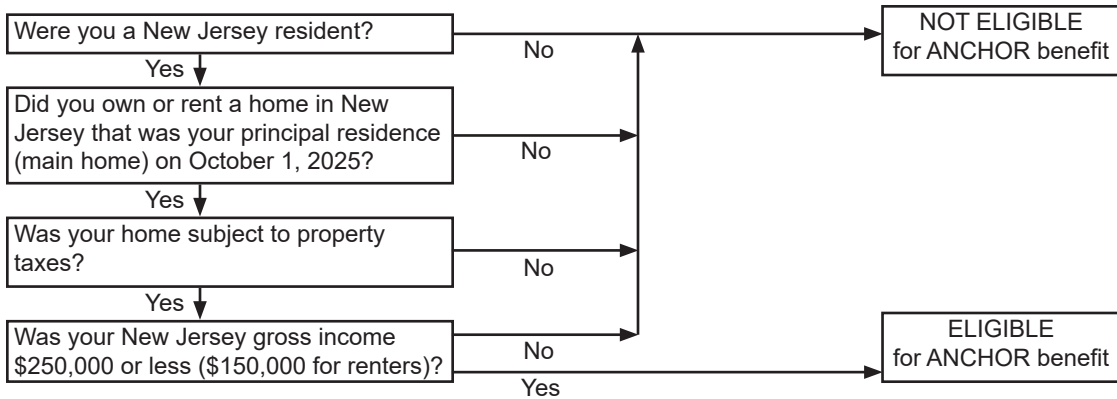 Were you a New Jersey resident?
No
NOT ELIGIBLE
for ANCHOR benefit
Yes
Did you own or rent a home in New
Jersey that was your principal residence
(main home) on October 1, 2025?
No
Yes
Was your home subject to property
taxes?
No
Yes
Was your New Jersey gross income
$250,000 or less ($150,000 for renters)?
No
Yes
ELIGIBLE
for ANCHOR benefit